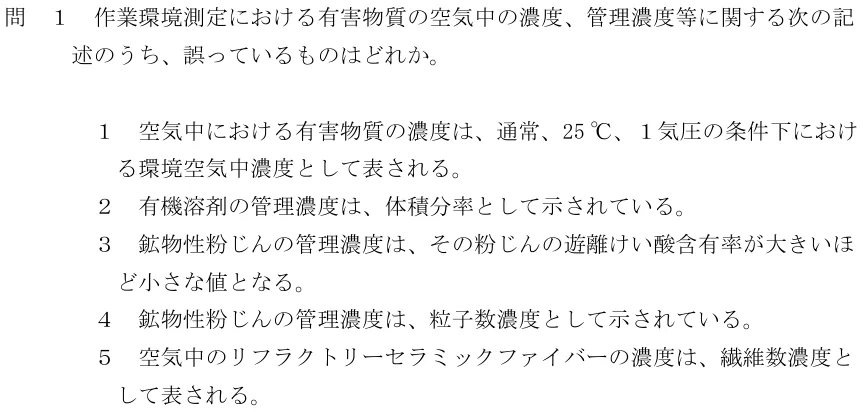 問　１　作業環境測定における有害物質の空気中の濃度、管理濃度等に関する次の記
述のうち、誤っているものはどれか。
１　空気中における有害物質の濃度は、通常、25 ℃、１気圧の条件下におけ
る環境空気中濃度として表される。
２　有機溶剤の管理濃度は、体積分率として示されている。
３　鉱物性粉じんの管理濃度は、その粉じんの遊離けい酸含有率が大きいほ
ど小さな値となる。
４　鉱物性粉じんの管理濃度は、粒子数濃度として示されている。
５　空気中のリフラクトリーセラミックファイバーの濃度は、繊維数濃度と
して表される。